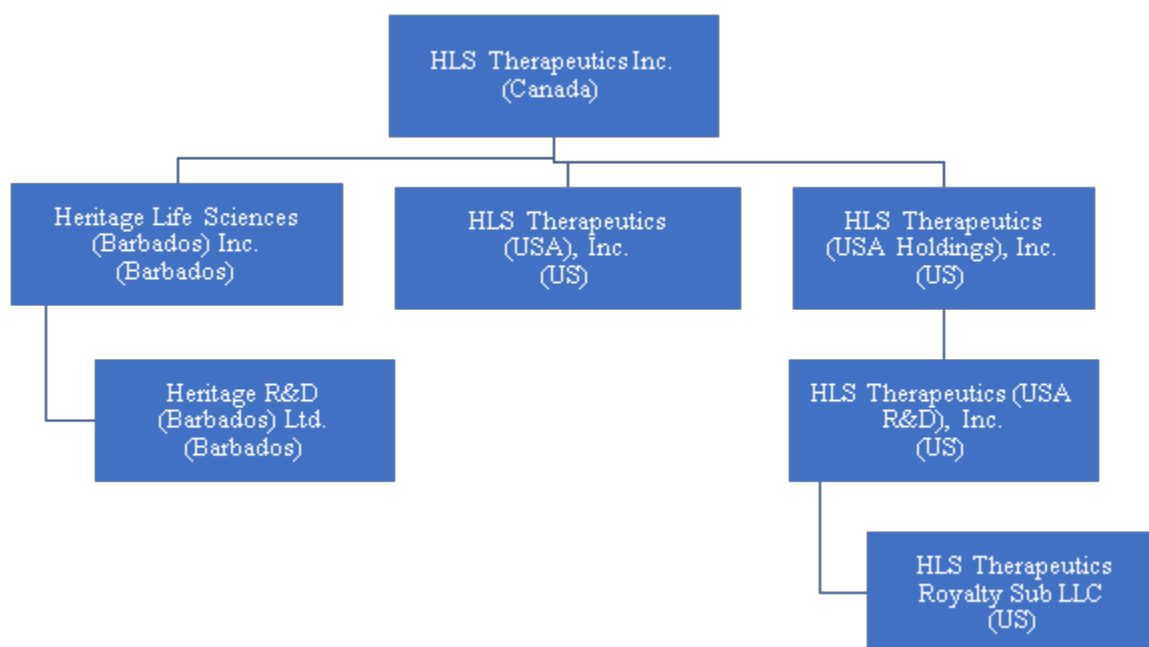 HLS Therapeutics Inc.
(Canada)
Heritage Life Sciences
(Barbados) Inc.
(Barbados)
HLS Therapeutics
(USA), Inc.
(US)
HLS Therapeutics
(USA Holdings), Inc.
(US)
Heritage R&D
(Barbados) Ltd.
(Barbados)
HLS Therapeutics (USA
R&D), Inc.
(US)
HLS Therapeutics
Royalty Sub LLC
(US)